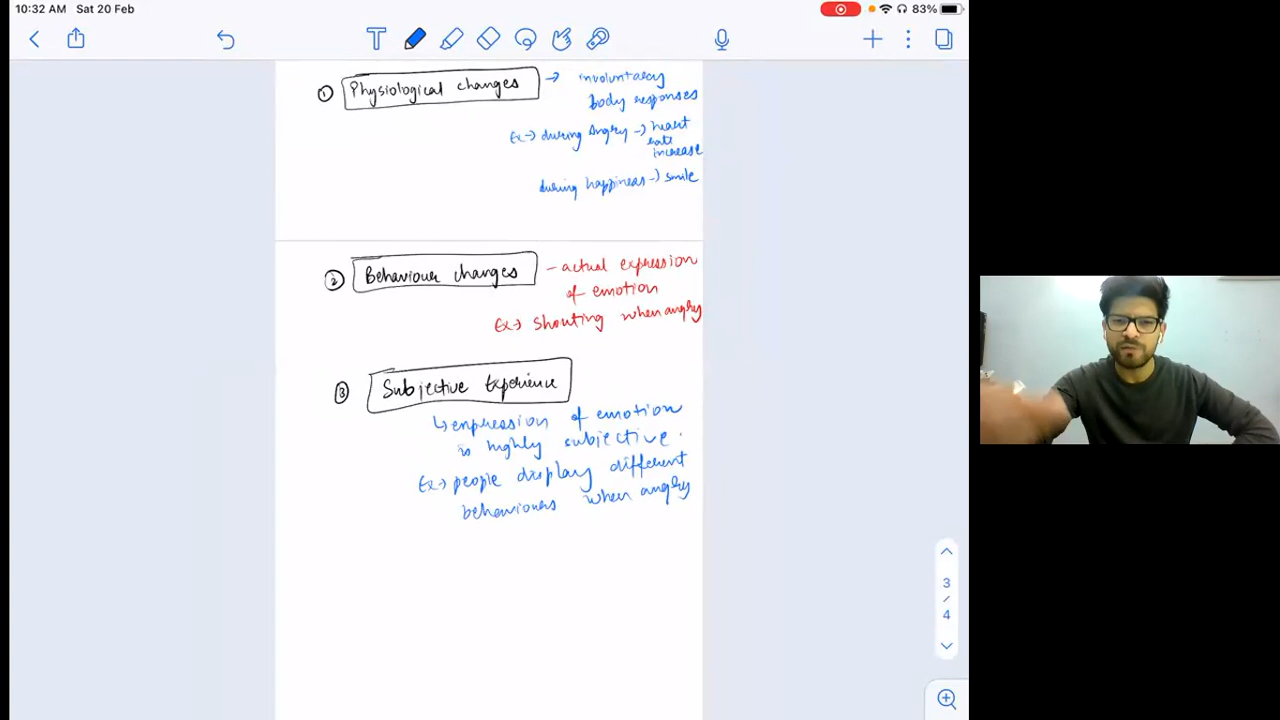 10:32 AM Sat 20 Feb
83%
① Physiological changes → involuntary
body responses
Ex→ during Angry → heart
rate
increase
during happiness → smile
② Behaviour changes - actual expression
of emotion
Ex→ shouting when angry
③ Subjective Experience
↳ expression of emotion
is highly subjective.
Ex→ people display different
behaviours when angry
3
/
4